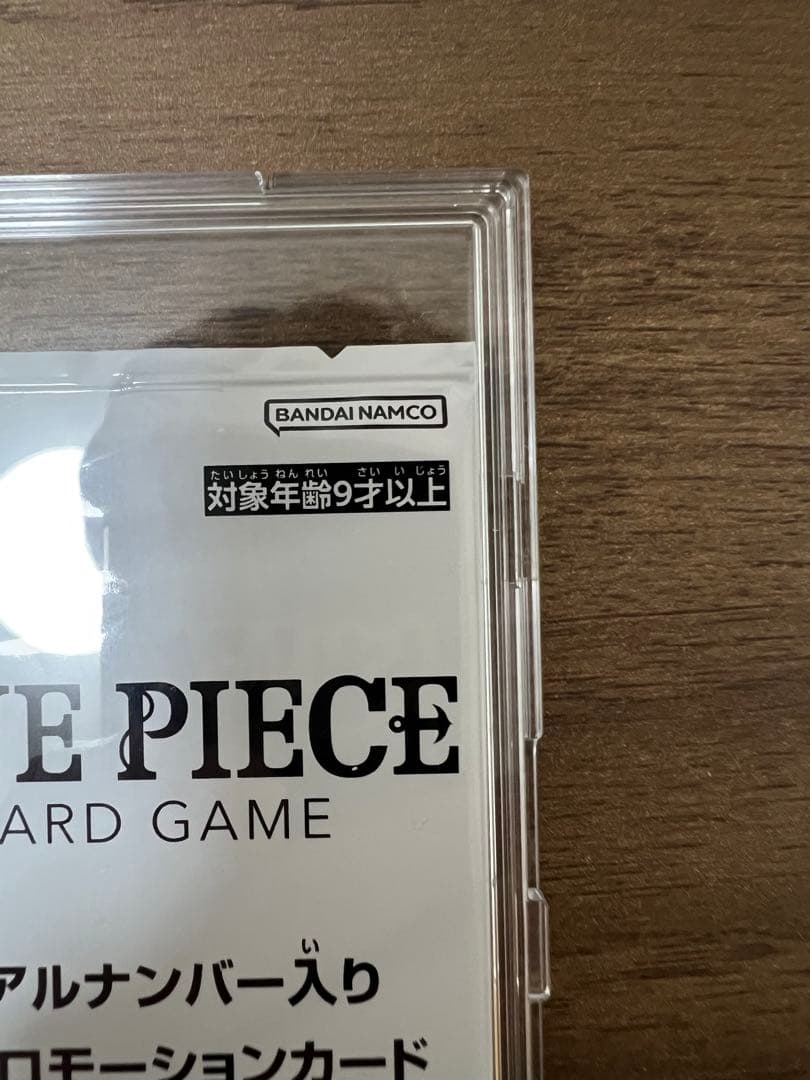 BANDAI NAMCO
たいしょう ねん れい さい い じょう
対象年齢9才以上
NE PIECE
ARD GAME
い
アルナンバー入り
ロモーションカード